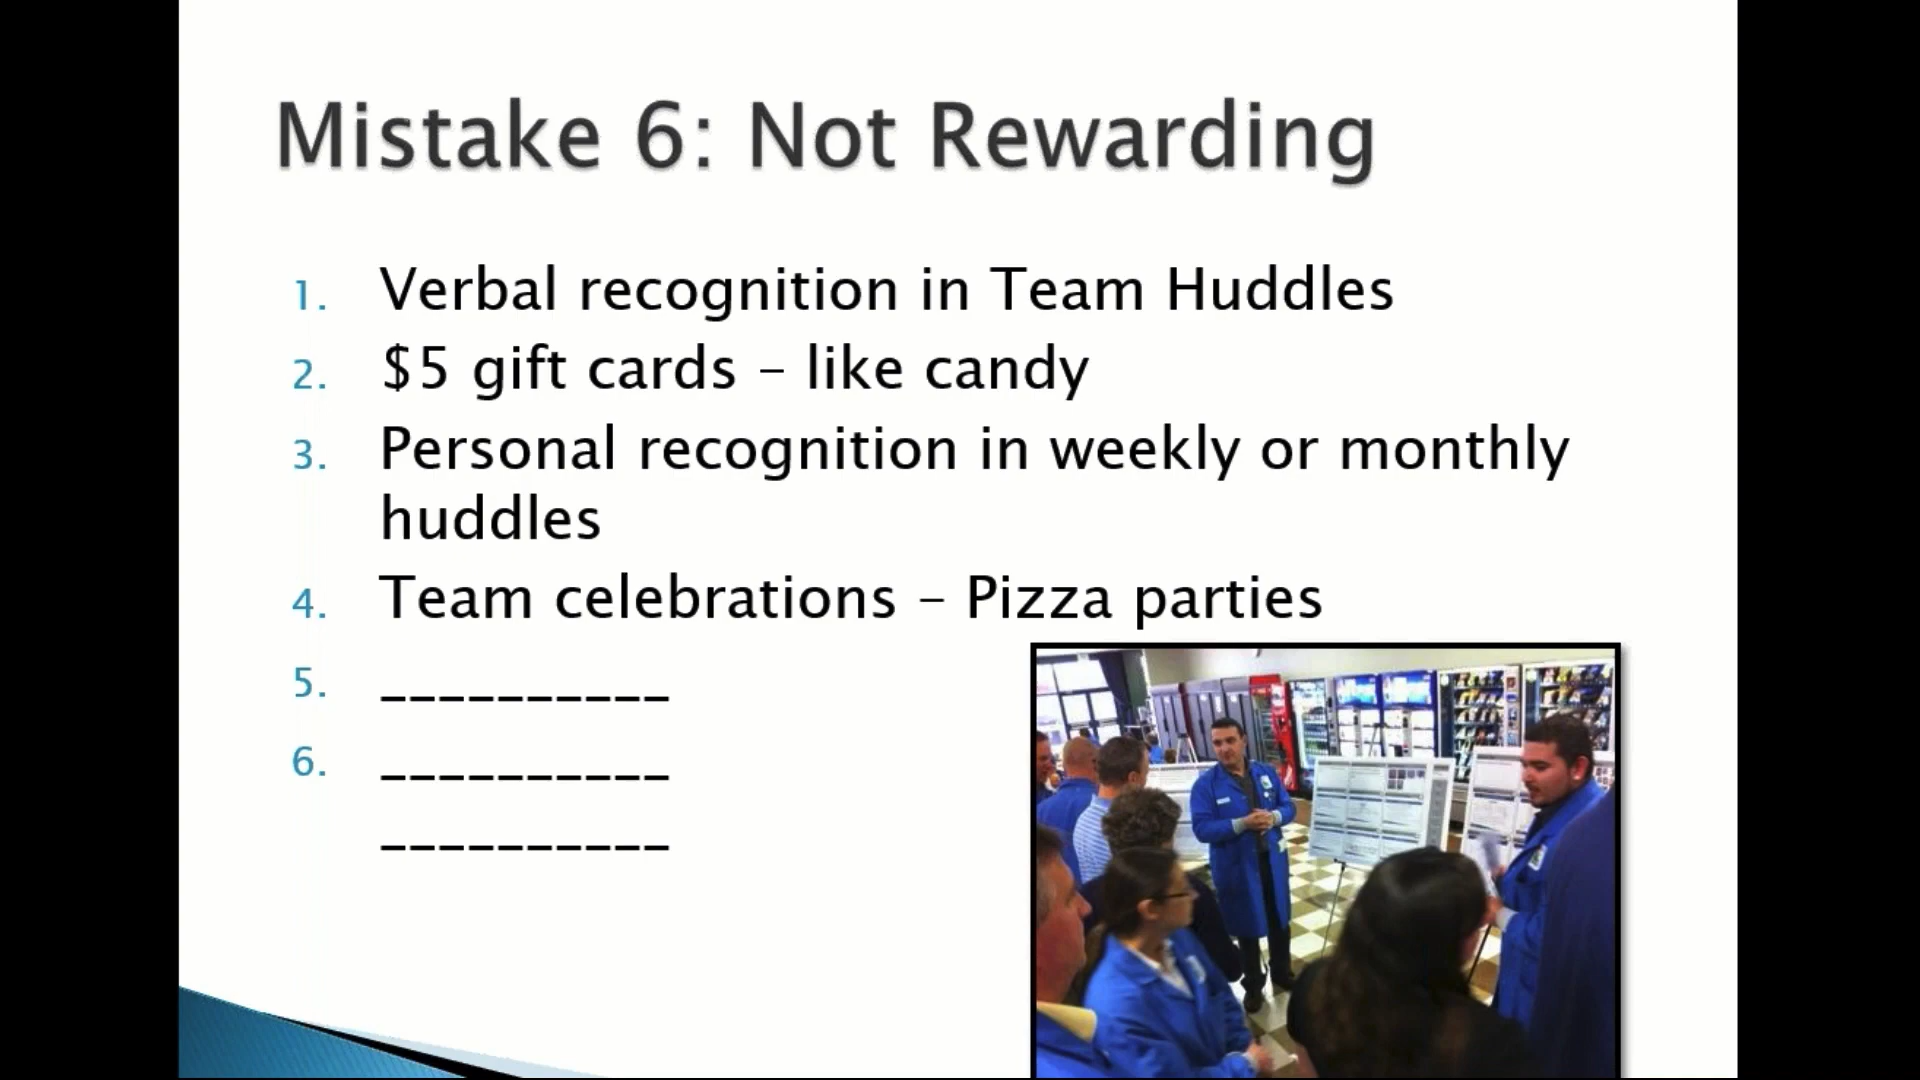 Mistake 6: Not Rewarding
1. Verbal recognition in Team Huddles
2. $5 gift cards – like candy
3. Personal recognition in weekly or monthly
huddles
4. Team celebrations – Pizza parties
5. __________
6. __________
__________